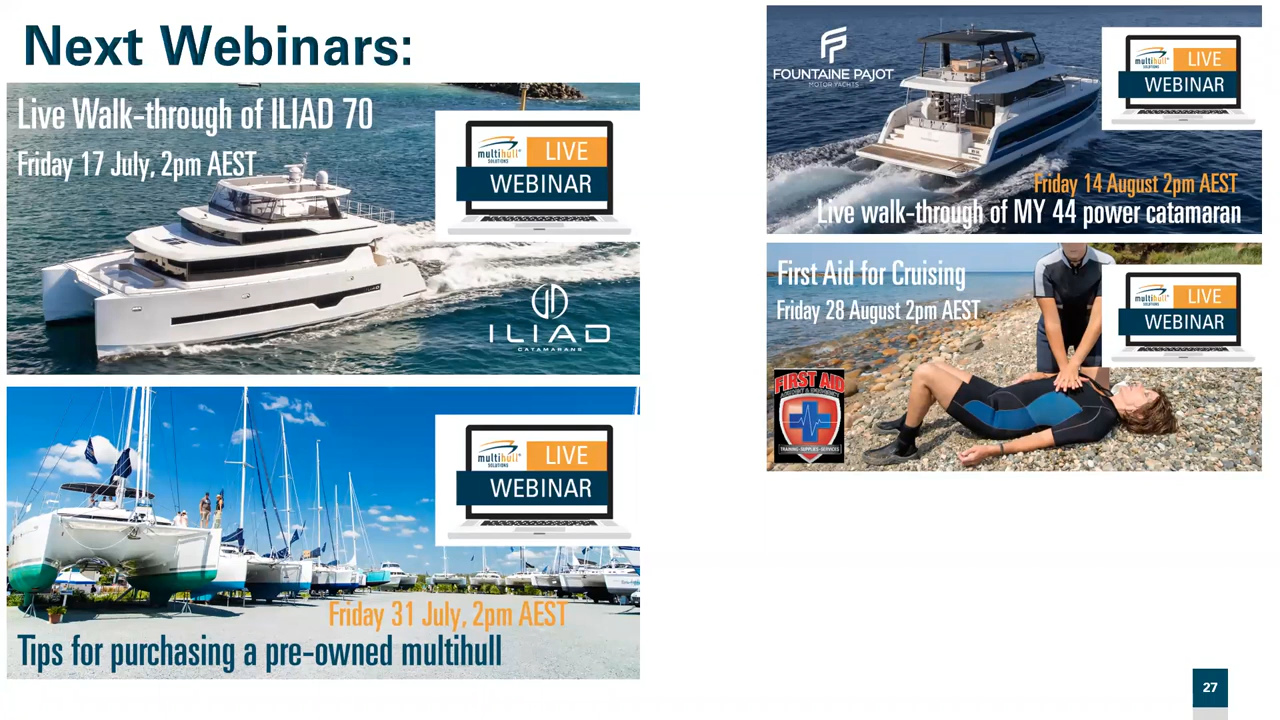 Next Webinars:
Live Walk-through of ILIAD 70
Friday 17 July, 2pm AEST
multihull
SOLUTIONS
LIVE
WEBINAR
ILIAD
CATAMARANS
multihull
SOLUTIONS
LIVE
WEBINAR
Friday 31 July, 2pm AEST
Tips for purchasing a pre-owned multihull
FOUNTAINE PAJOT
MOTOR YACHTS
multihull
SOLUTIONS
LIVE
WEBINAR
Friday 14 August 2pm AEST
Live walk-through of MY 44 power catamaran
First Aid for Cruising
Friday 28 August 2pm AEST
multihull
SOLUTIONS
LIVE
WEBINAR
FIRST AID
TRAINING•SUPPLIES•SERVICES
27